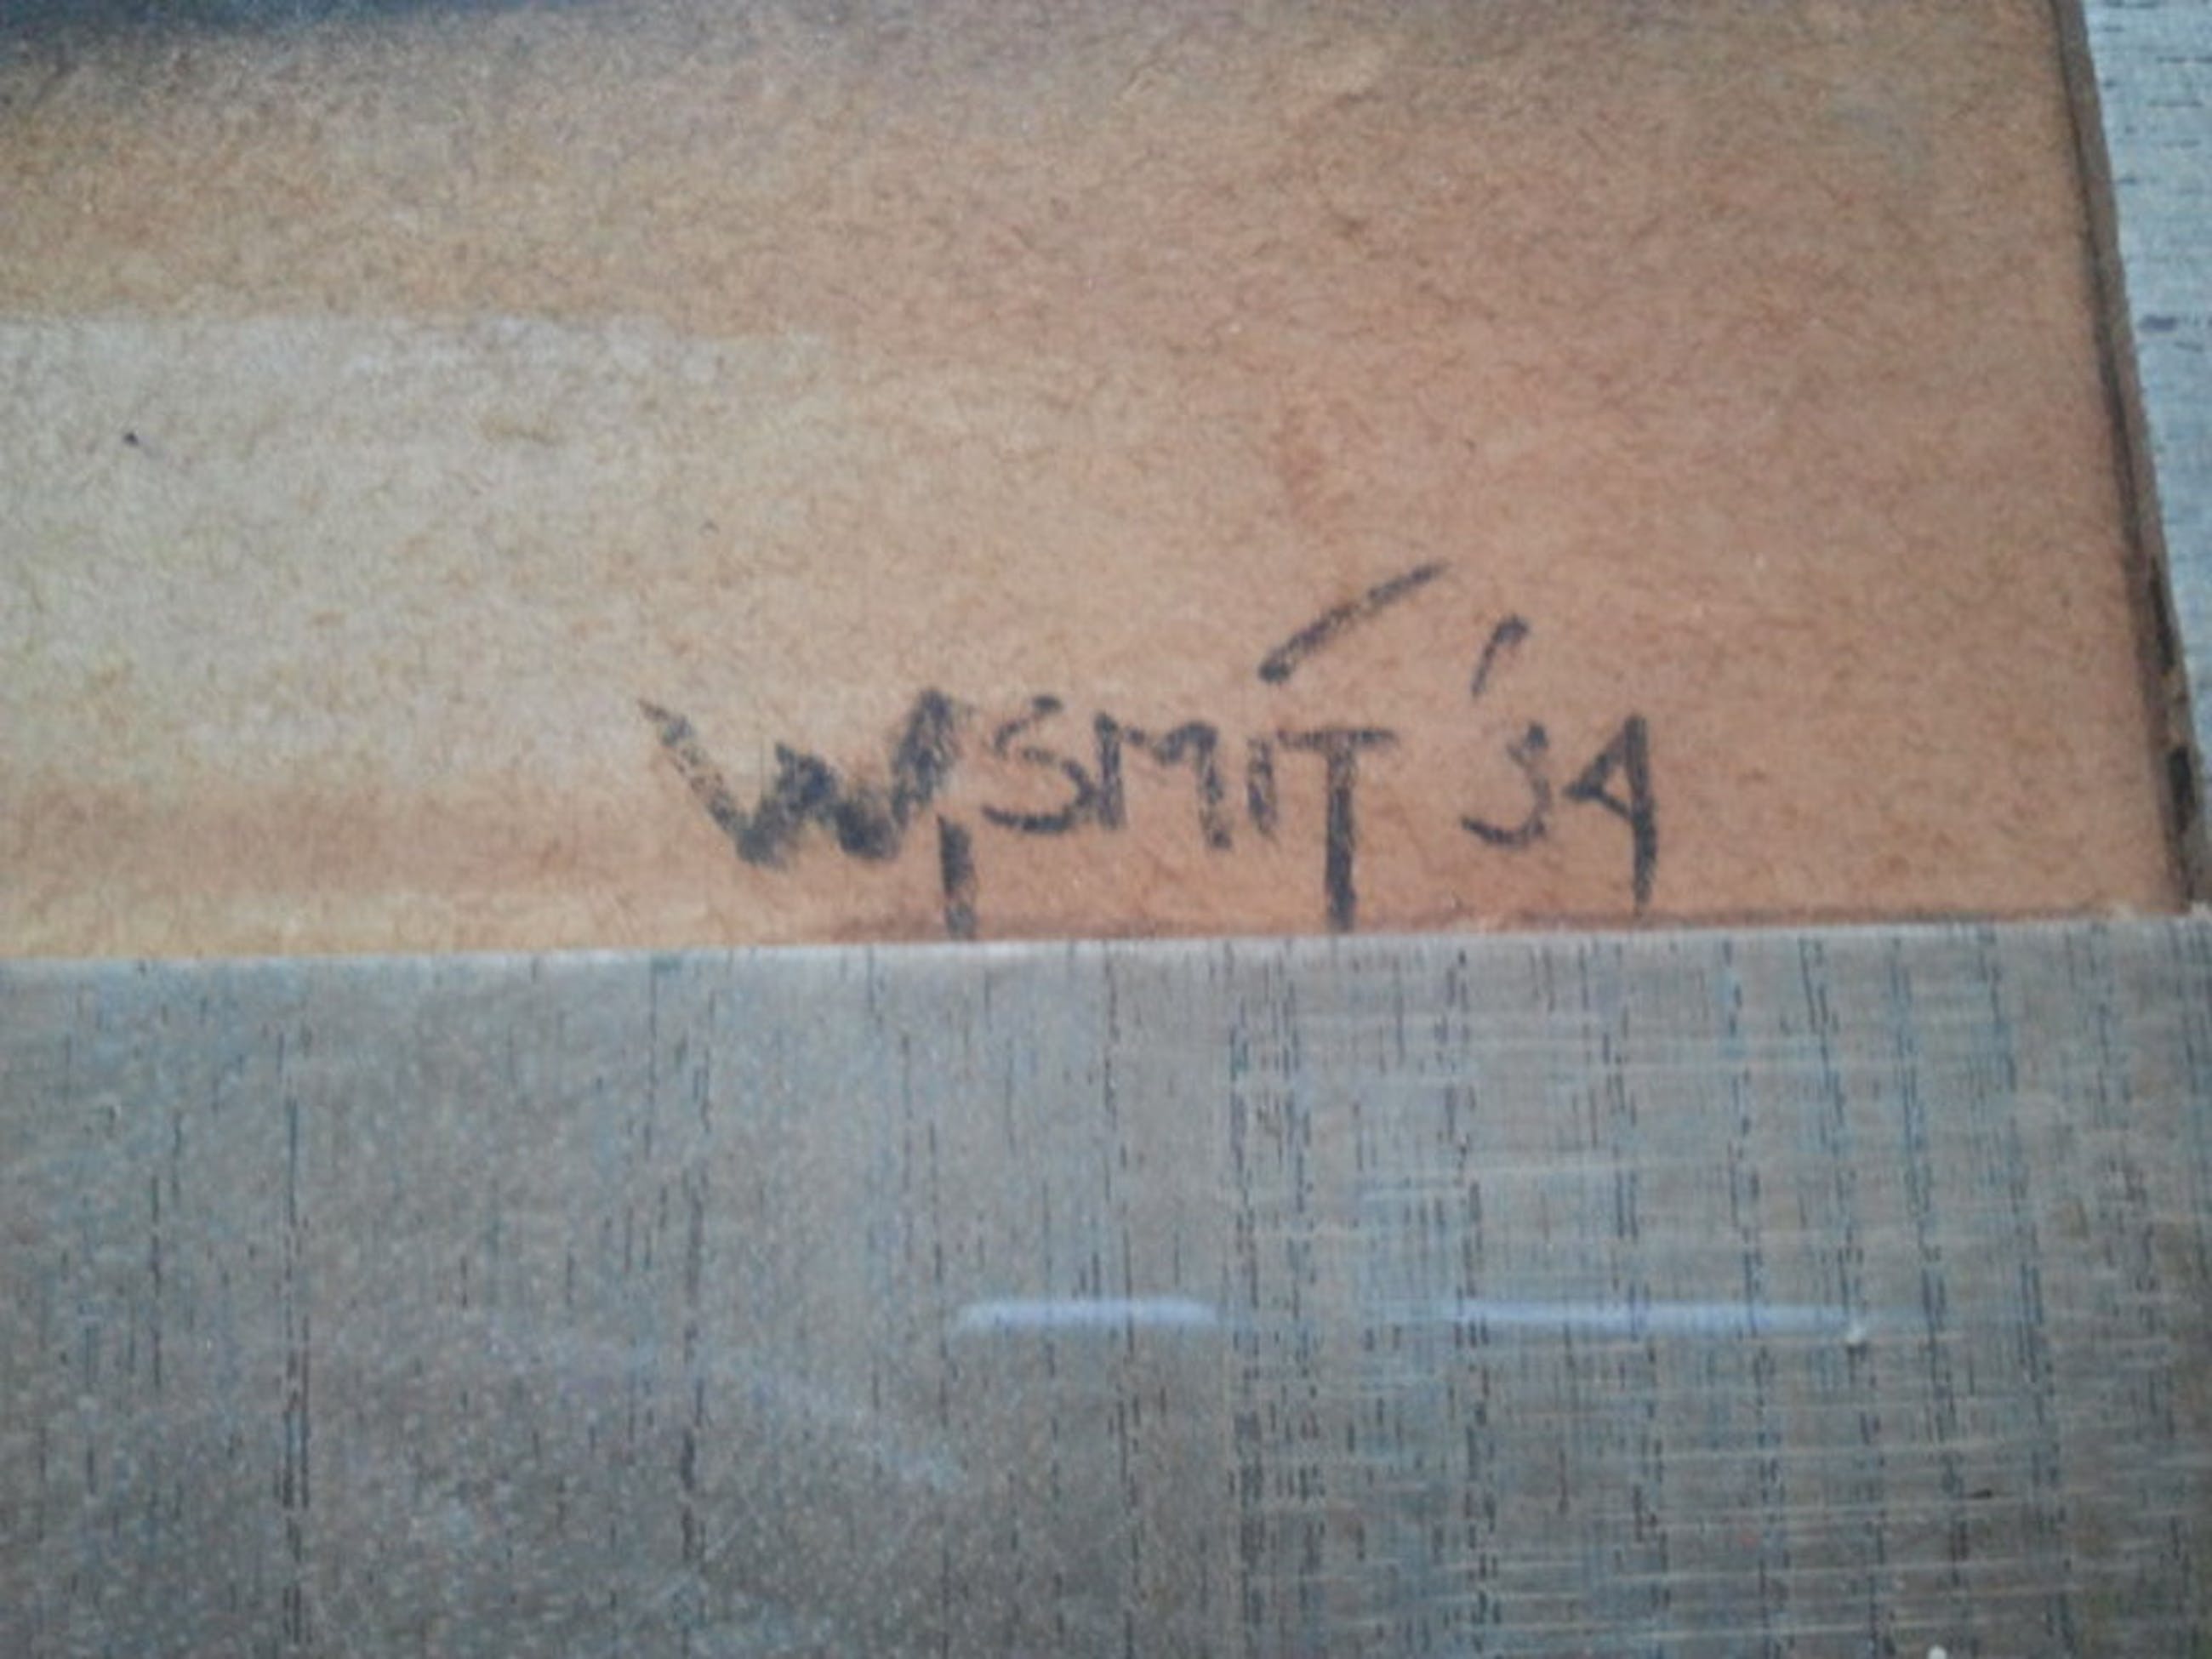 W, SMIT '34